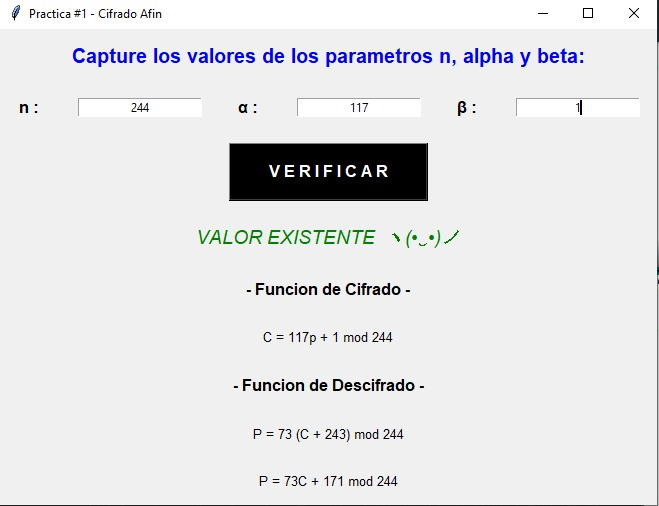 Practica #1 - Cifrado Afin
Capture los valores de los parametros n, alpha y beta:
n : 244 α : 117 β : 1
V E R I F I C A R
VALOR EXISTENTE ヽ(•‿•)ノ
- Funcion de Cifrado -
C = 117p + 1 mod 244
- Funcion de Descifrado -
P = 73 (C + 243) mod 244
P = 73C + 171 mod 244